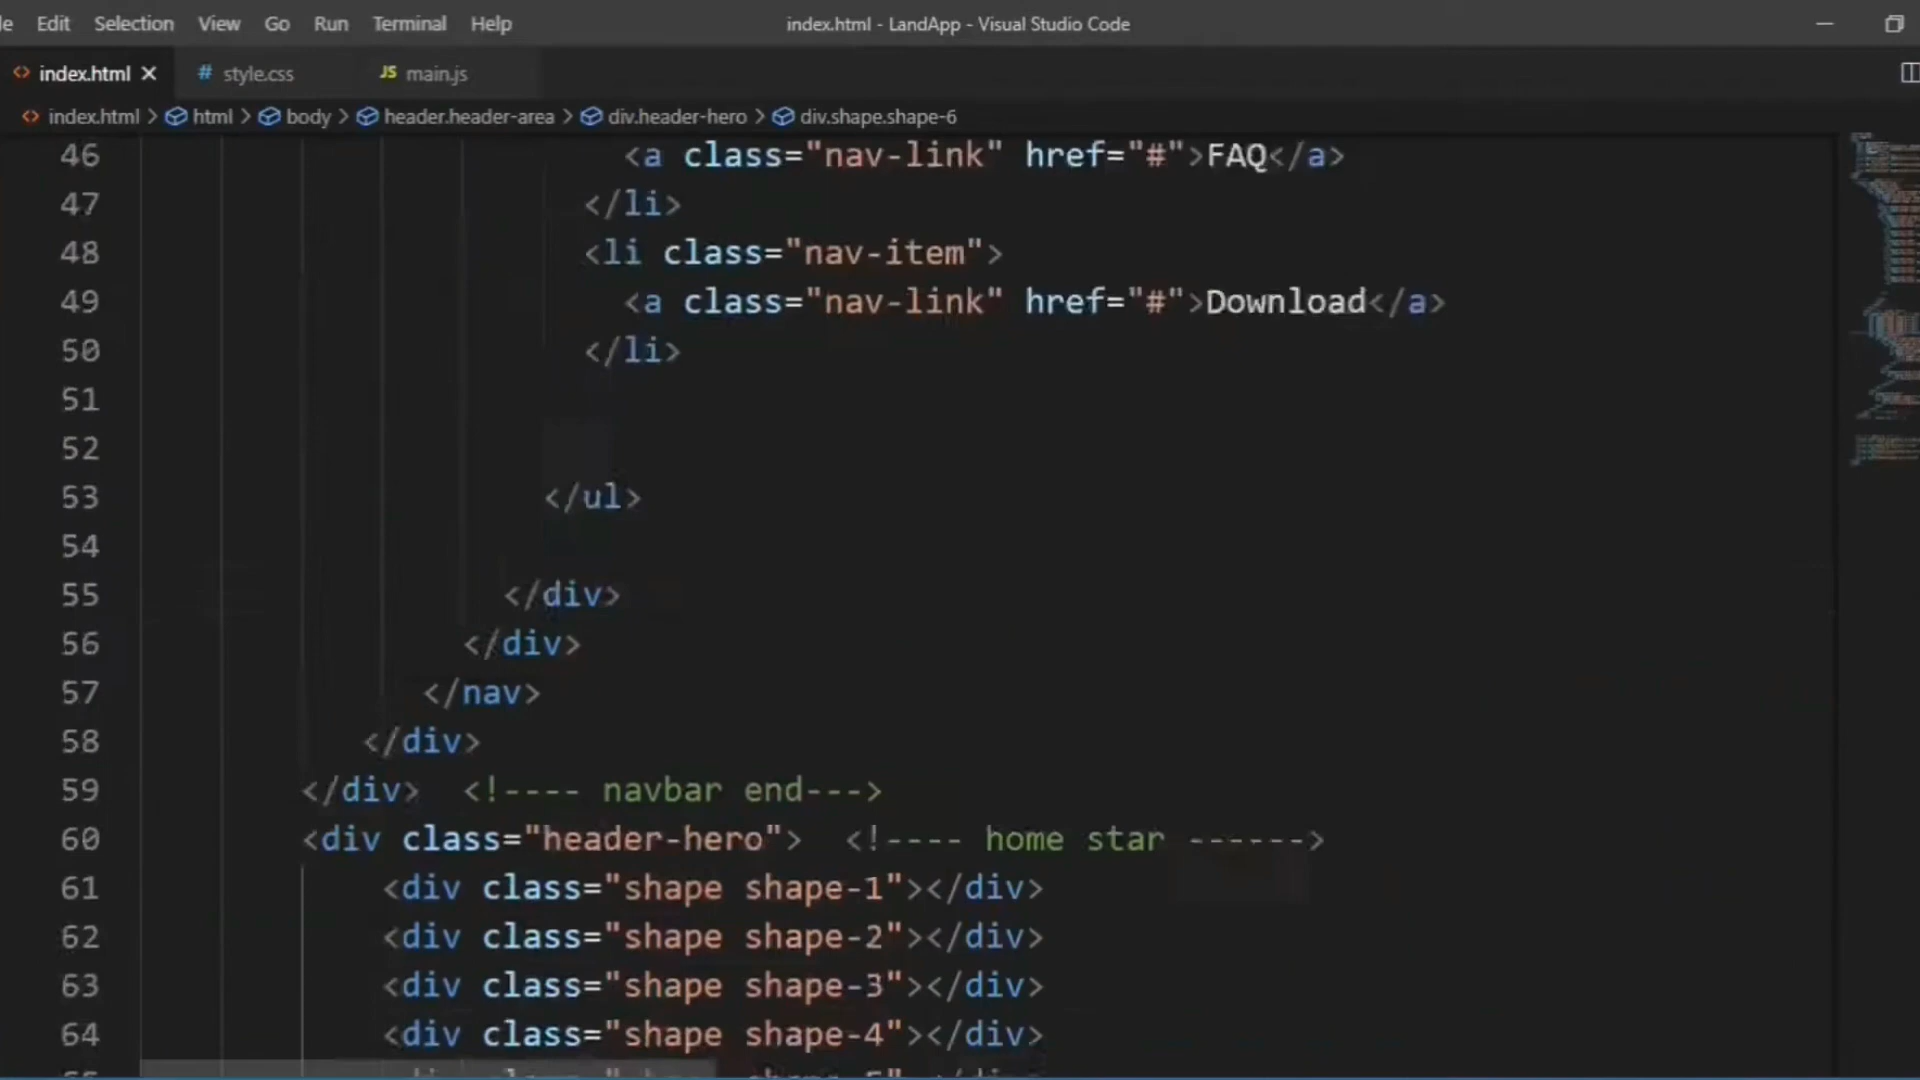 Edit Selection View Go Run Terminal Help index.html - LandApp - Visual Studio Code
index.html style.css JS main.js
index.html > html > body > header.header-area > div.header-hero > div.shape.shape-6
46 <a class="nav-link" href="#">FAQ</a>
47 </li>
48 <li class="nav-item">
49 <a class="nav-link" href="#">Download</a>
50 </li>
51
52
53 </ul>
54
55 </div>
56 </div>
57 </nav>
58 </div>
59 </div> <!---- navbar end--->
60 <div class="header-hero"> <!---- home star ------>
61 <div class="shape shape-1"></div>
62 <div class="shape shape-2"></div>
63 <div class="shape shape-3"></div>
64 <div class="shape shape-4"></div>